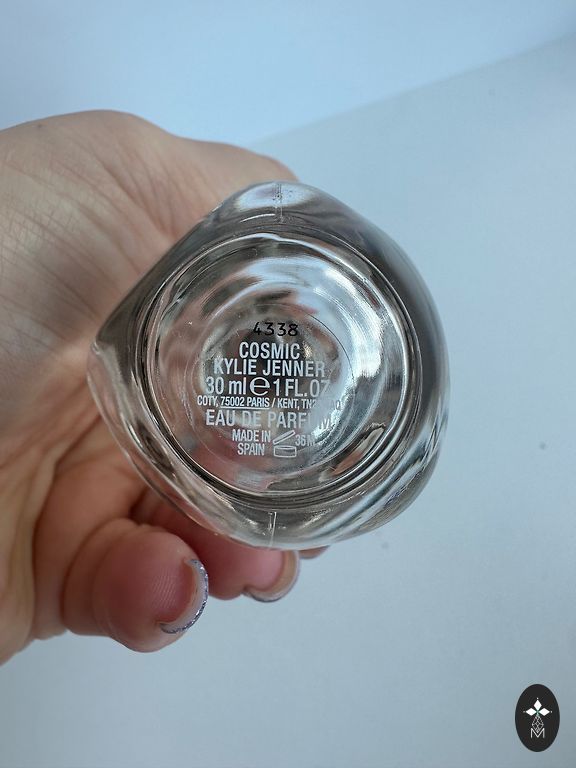 4338
COSMIC
KYLIE JENNER
30 ml ℮ 1 FL.OZ
COTY, 75002 PARIS / KENT,
EAU DE PARFUM
MADE IN
SPAIN
36 M
M